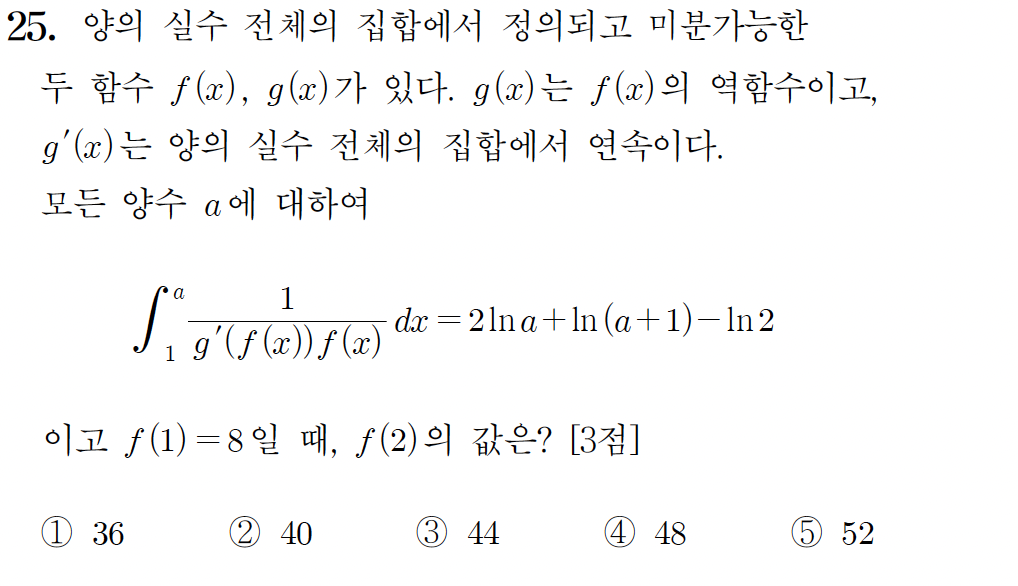 25. 양의 실수 전체의 집합에서 정의되고 미분가능한
두 함수 f(x), g(x)가 있다. g(x)는 f(x)의 역함수이고,
g′(x)는 양의 실수 전체의 집합에서 연속이다.
모든 양수 a에 대하여
∫₁ᵃ 1/(g′(f(x))f(x)) dx = 2ln a + ln(a+1) − ln 2
이고 f(1)=8일 때, f(2)의 값은? [3점]
① 36 ② 40 ③ 44 ④ 48 ⑤ 52